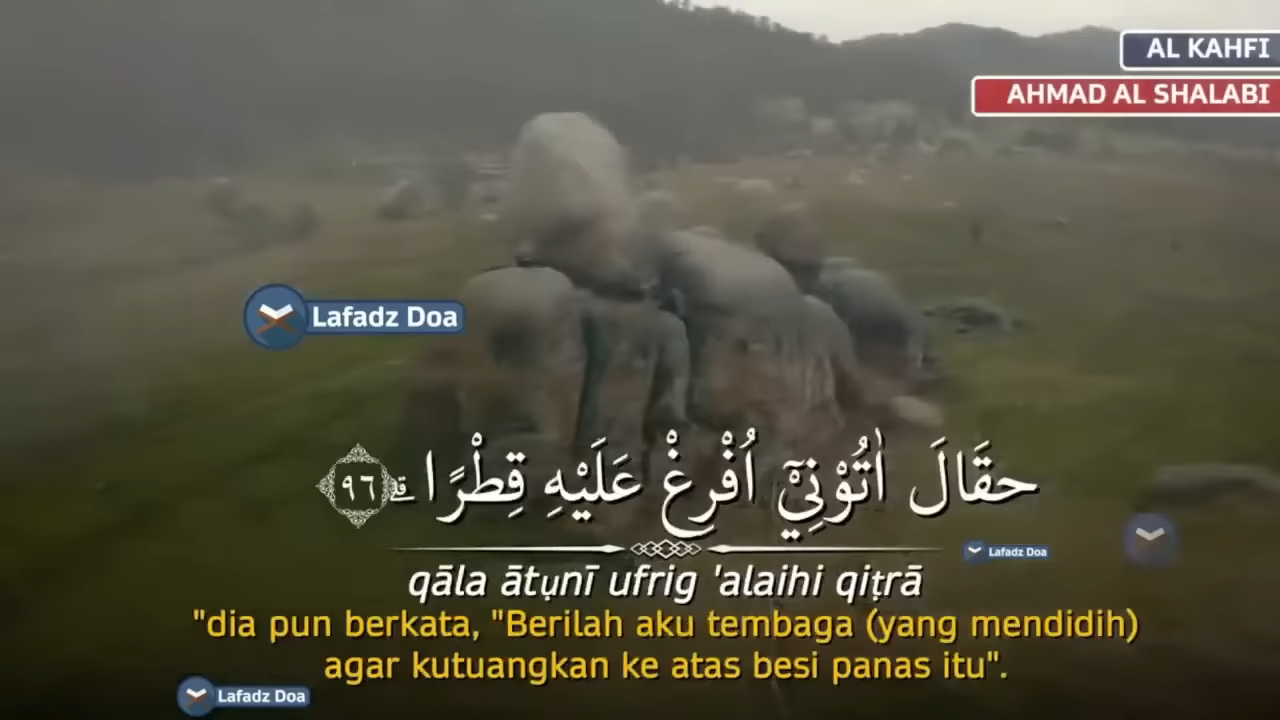 AL KAHFI
AHMAD AL SHALABI
Lafadz Doa
حقَالَ اٰتُوْنِيْٓ اُفْرِغْ عَلَيْهِ قِطْرًا ۗ ٩٦
Lafadz Doa
qāla ātụnī ufrig 'alaihi qiṭrā
"dia pun berkata, "Berilah aku tembaga (yang mendidih)
agar kutuangkan ke atas besi panas itu".
Lafadz Doa